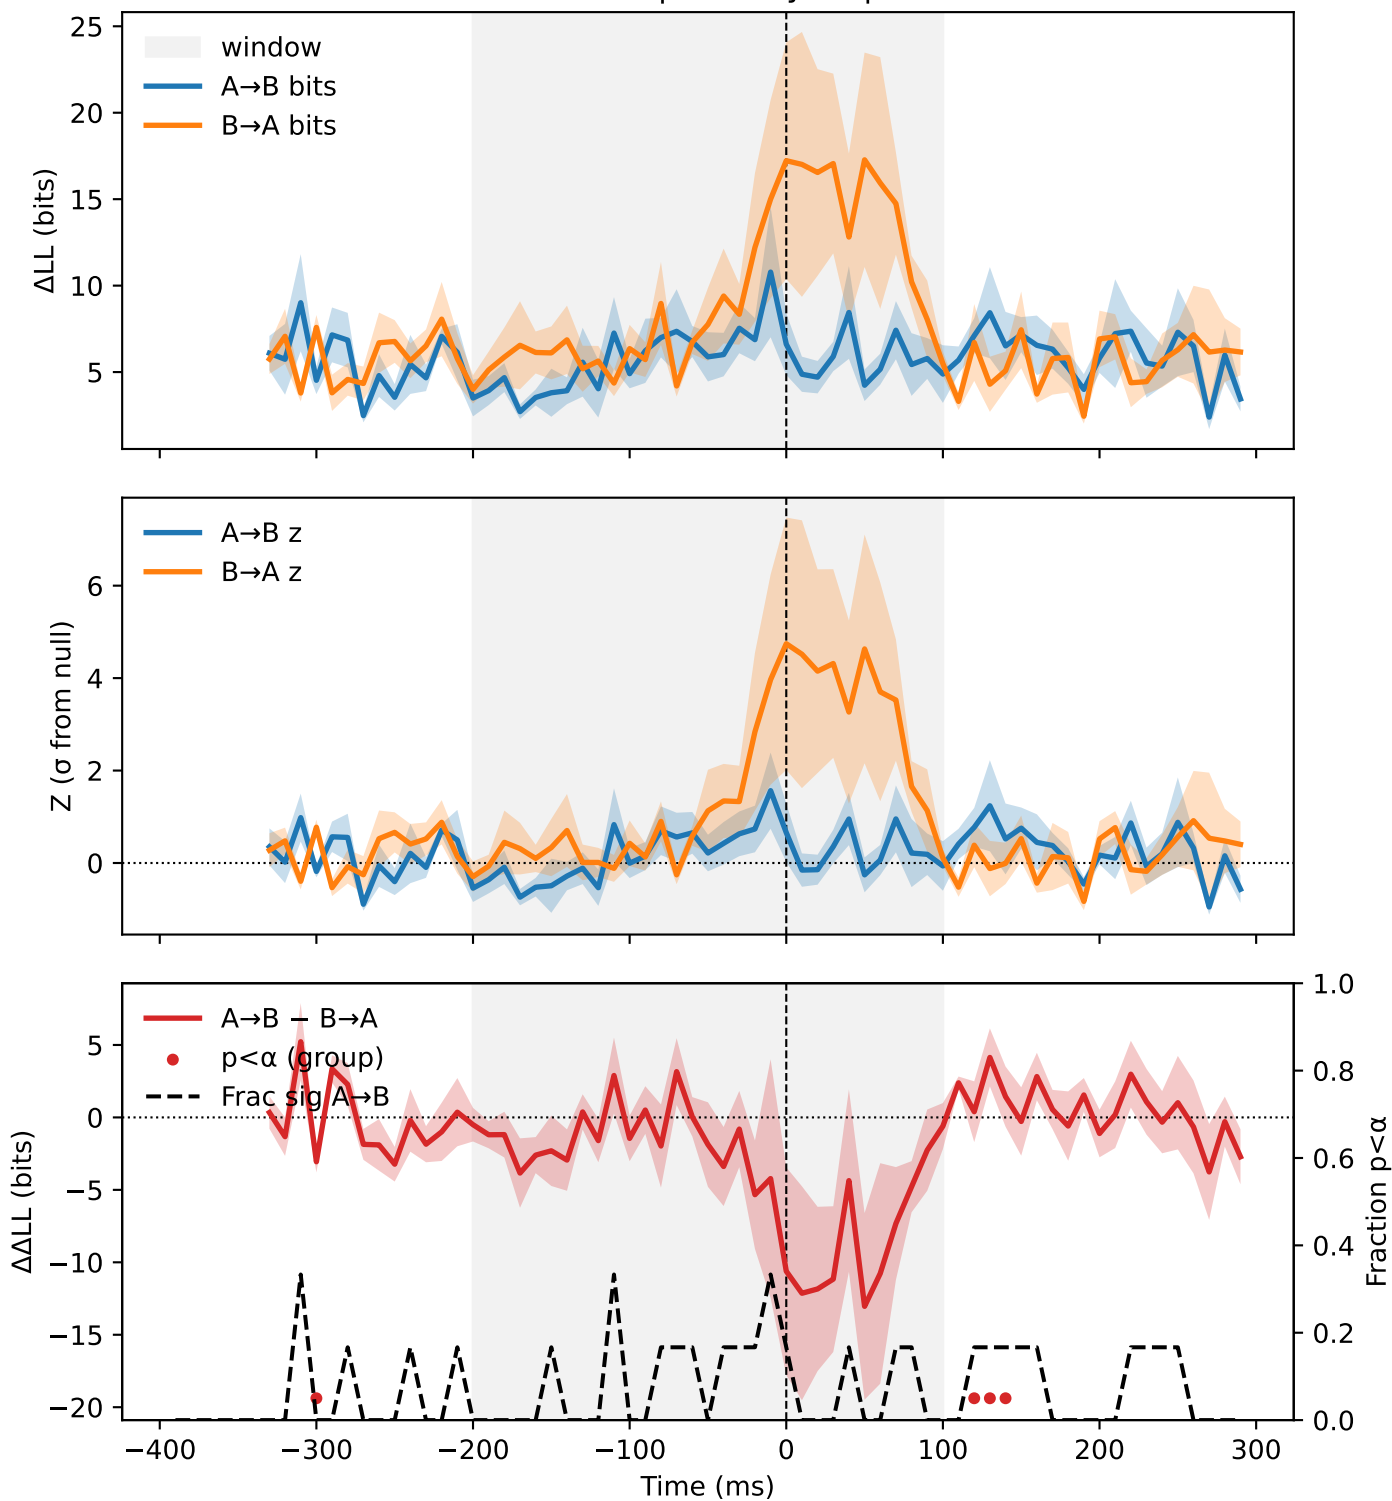 25
20
15
10
5
ΔLL (bits)
window
A→B bits
B→A bits
6
4
2
0
Z (σ from null)
A→B z
B→A z
5
0
−5
−10
−15
−20
ΔΔLL (bits)
A→B − B→A
p<α (group)
Frac sig A→B
1.0
0.8
0.6
0.4
0.2
0.0
Fraction p<α
−400
−300
−200
−100
0
100
200
300
Time (ms)